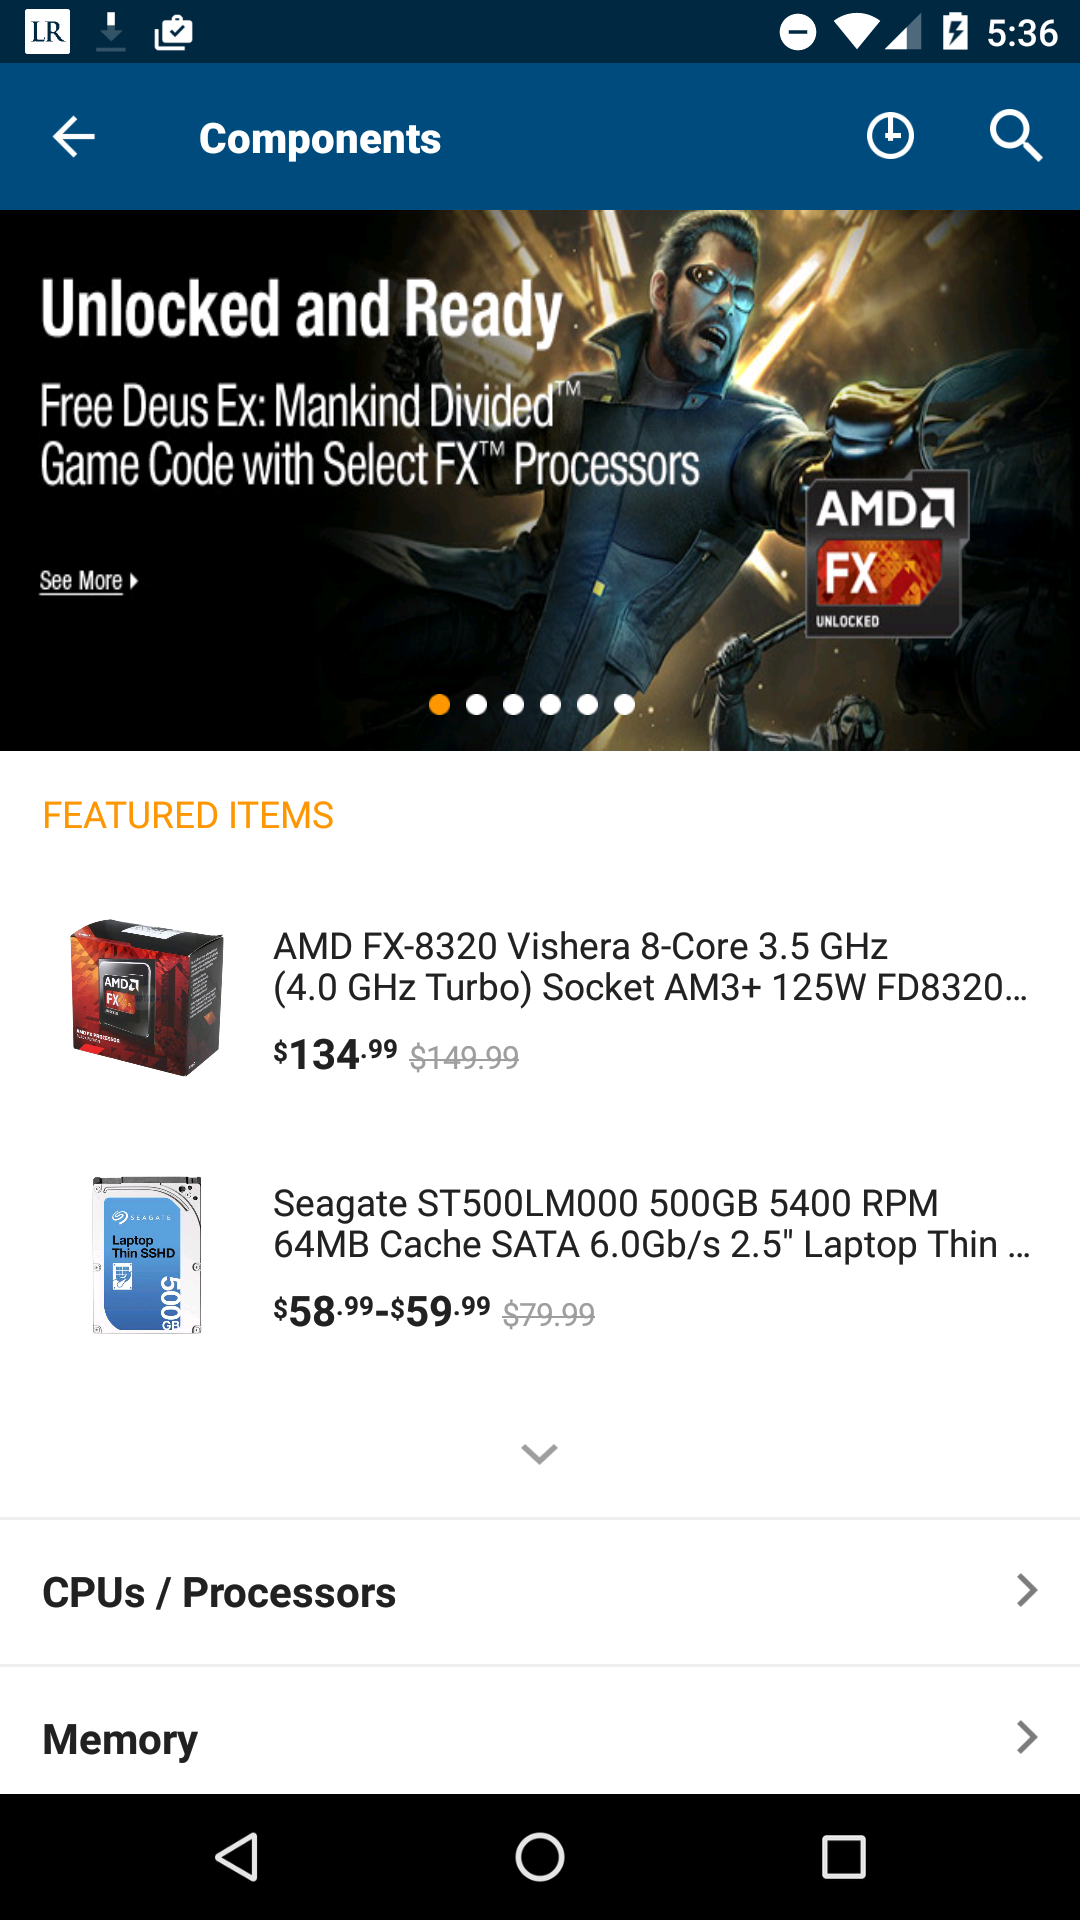 LR
5:36
Components
Unlocked and Ready
Free Deus Ex: Mankind Divided™
Game Code with Select FX™ Processors
See More
AMD
FX
UNLOCKED
FEATURED ITEMS
AMD FX-8320 Vishera 8-Core 3.5 GHz
(4.0 GHz Turbo) Socket AM3+ 125W FD8320...
$134.99 $149.99
AMD
FX
Seagate ST500LM000 500GB 5400 RPM
64MB Cache SATA 6.0Gb/s 2.5" Laptop Thin ...
$58.99-$59.99 $79.99
SEAGATE
Laptop
Thin SSHD
500
GB
CPUs / Processors
Memory